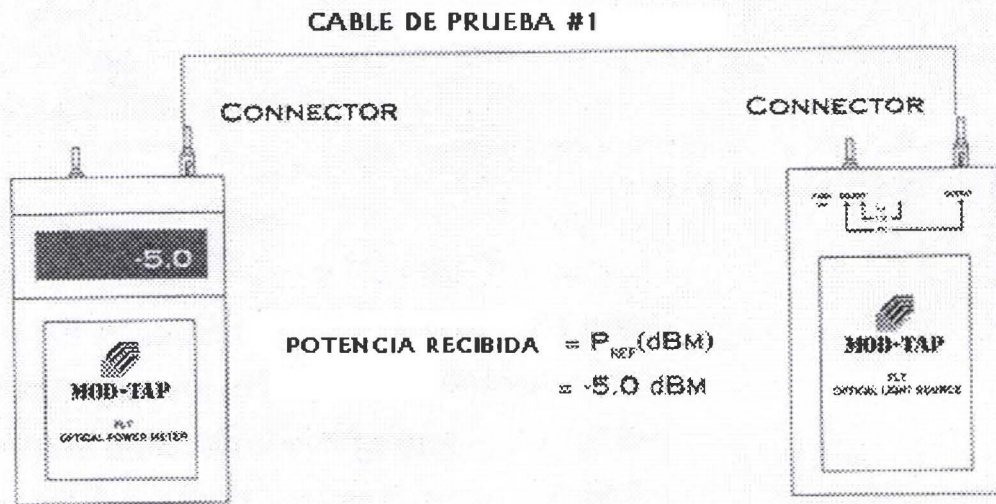 CABLE DE PRUEBA #1
CONNECTOR
CONNECTOR
-5.0
POTENCIA RECIBIDA = P_REF(dBM)
= -5.0 dBM
MOD-TAP
OPTICAL POWER METER
MOD-TAP
OPTICAL LIGHT SOURCE